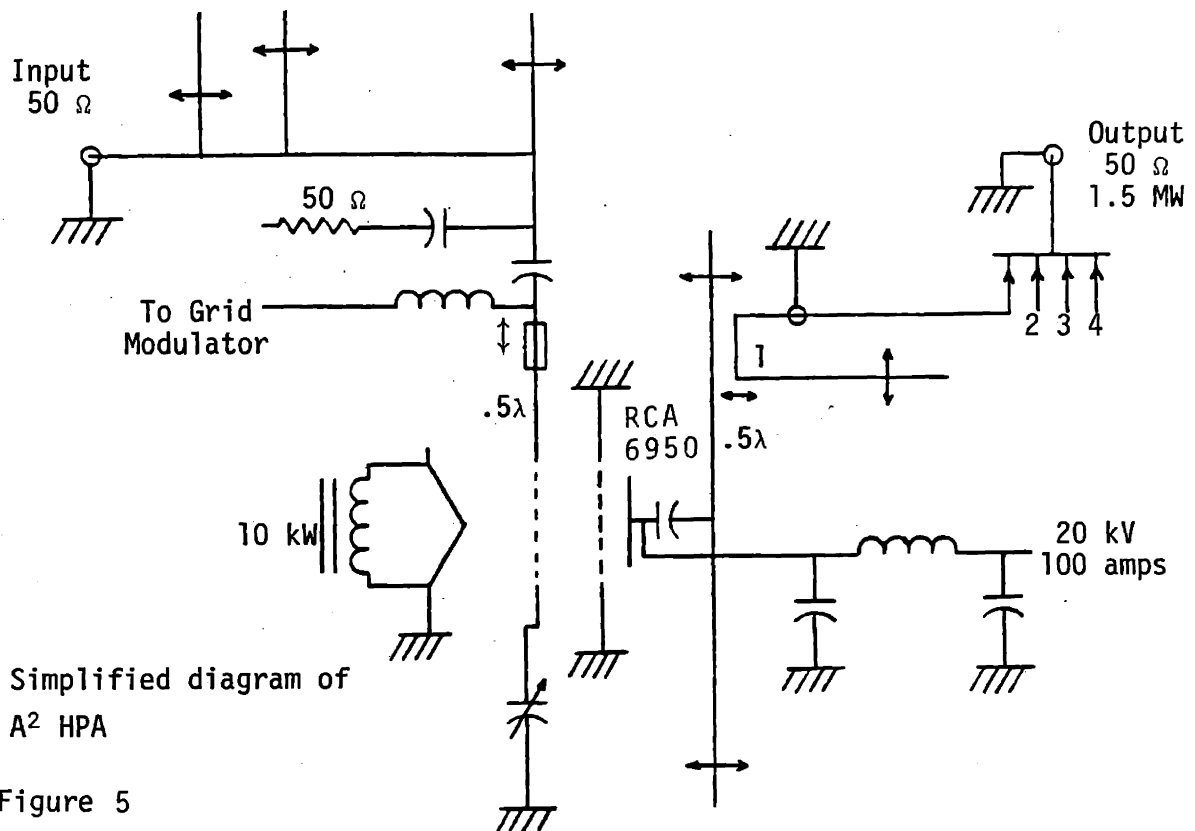 Input
50 Ω
Output
50 Ω
1.5 MW
50 Ω
To Grid
Modulator
2 3 4
1
.5λ
RCA
6950
.5λ
10 kW
20 kV
100 amps
Simplified diagram of
A² HPA
Figure 5